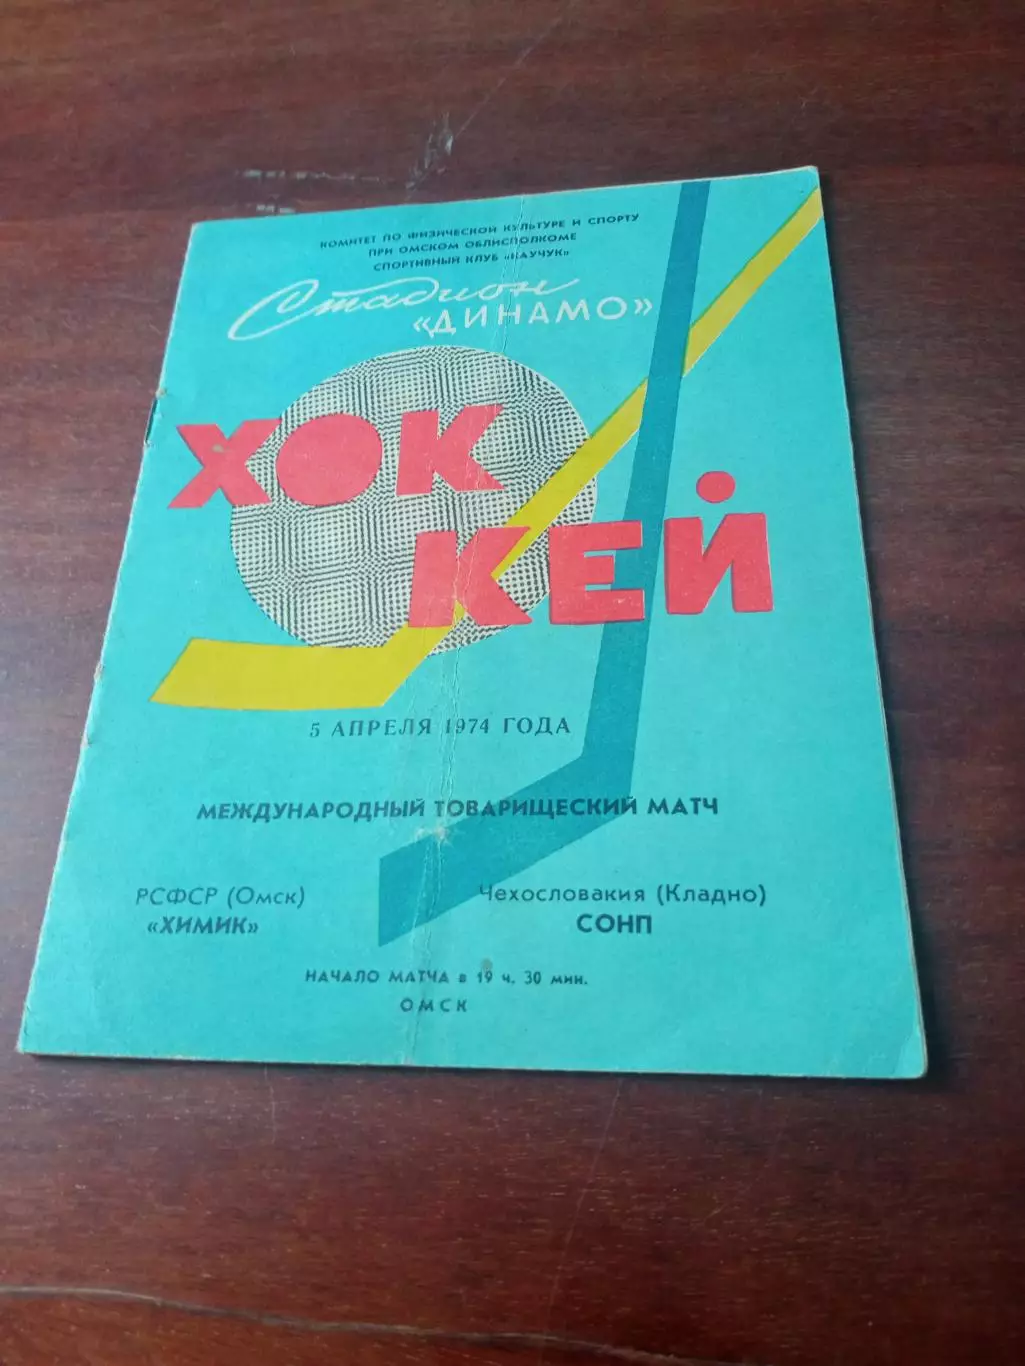 КОМИТЕТ ПО ФИЗИЧЕСКОЙ КУЛЬТУРЕ И СПОРТУ
ПРИ ОМСКОМ ОБЛИСПОЛКОМЕ
СПОРТИВНЫЙ КЛУБ «КАУЧУК»
Стадион
«ДИНАМО»
ХОК
КЕЙ
5 АПРЕЛЯ 1974 ГОДА
МЕЖДУНАРОДНЫЙ ТОВАРИЩЕСКИЙ МАТЧ
РСФСР (Омск)
«ХИМИК»
Чехословакия (Кладно)
СОНП
НАЧАЛО МАТЧА в 19 ч. 30 мин.
ОМСК